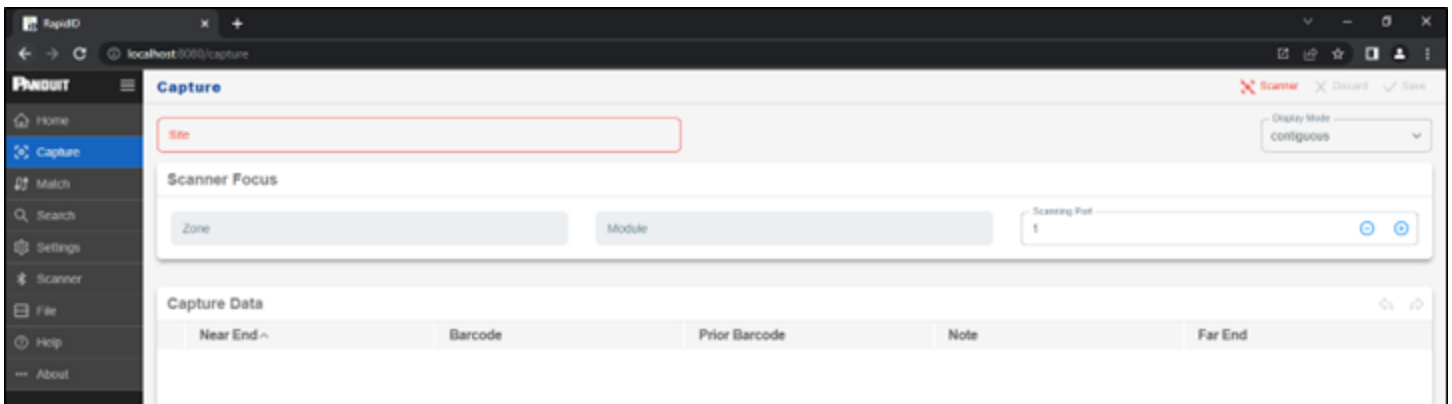 RapidID
localhost:8080/capture
PANDUIT
Capture
Scanner
Discard
Save
Home
Capture
Match
Search
Settings
Scanner
File
Help
About
Site
Display Mode
contiguous
Scanner Focus
Zone
Module
Scanning Port
1
Capture Data
Near End
Barcode
Prior Barcode
Note
Far End